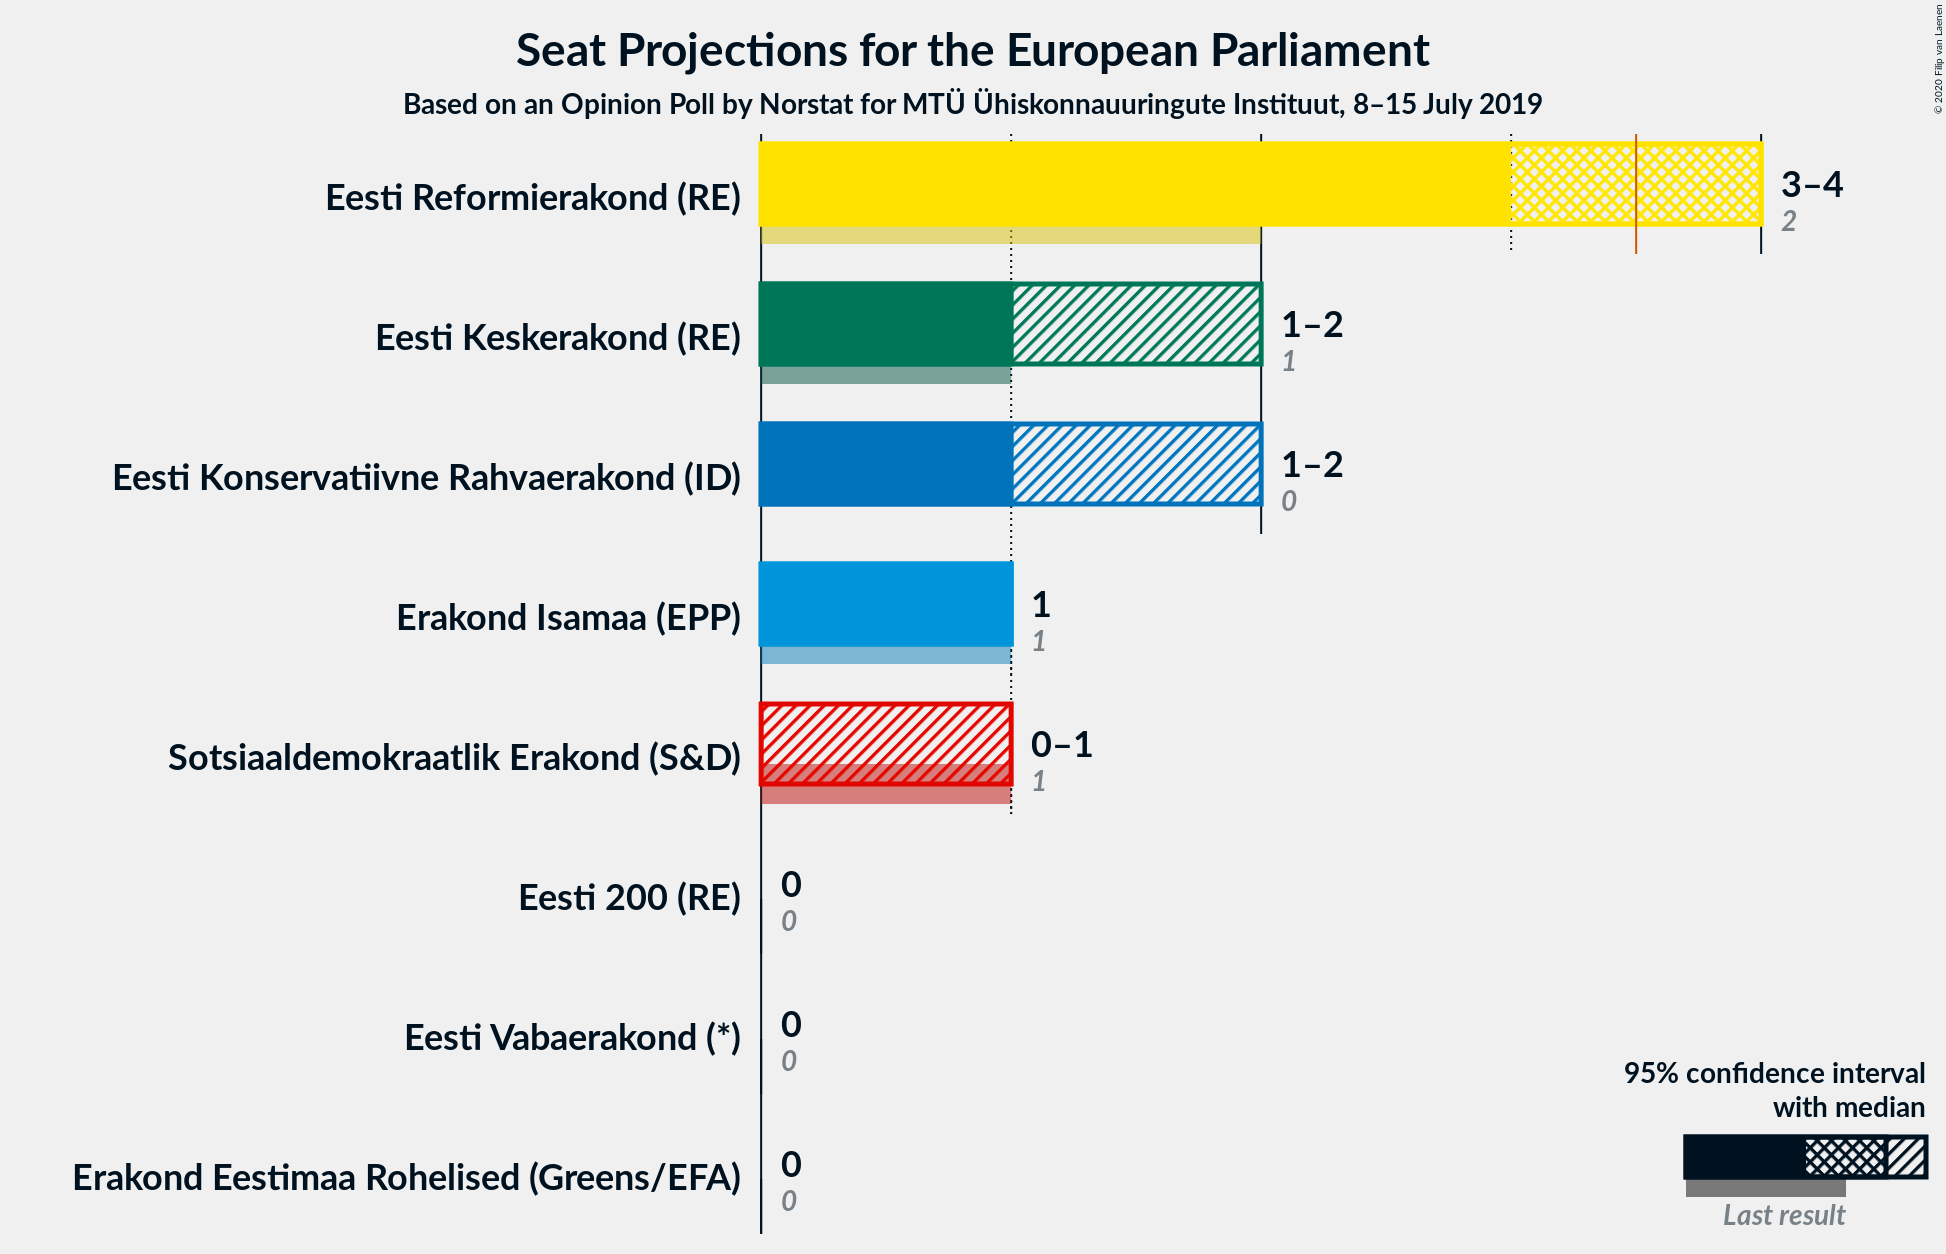 Seat Projections for the European Parliament
Based on an Opinion Poll by Norstat for MTÜ Ühiskonnauuringute Instituut, 8–15 July 2019
© 2020 Filip van Laenen
Eesti Reformierakond (RE)
3–4
2
Eesti Keskerakond (RE)
1–2
1
Eesti Konservatiivne Rahvaerakond (ID)
1–2
0
Erakond Isamaa (EPP)
1
1
Sotsiaaldemokraatlik Erakond (S&D)
0–1
1
Eesti 200 (RE)
0
0
Eesti Vabaerakond (*)
0
0
Erakond Eestimaa Rohelised (Greens/EFA)
0
0
95% confidence interval
with median
Last result